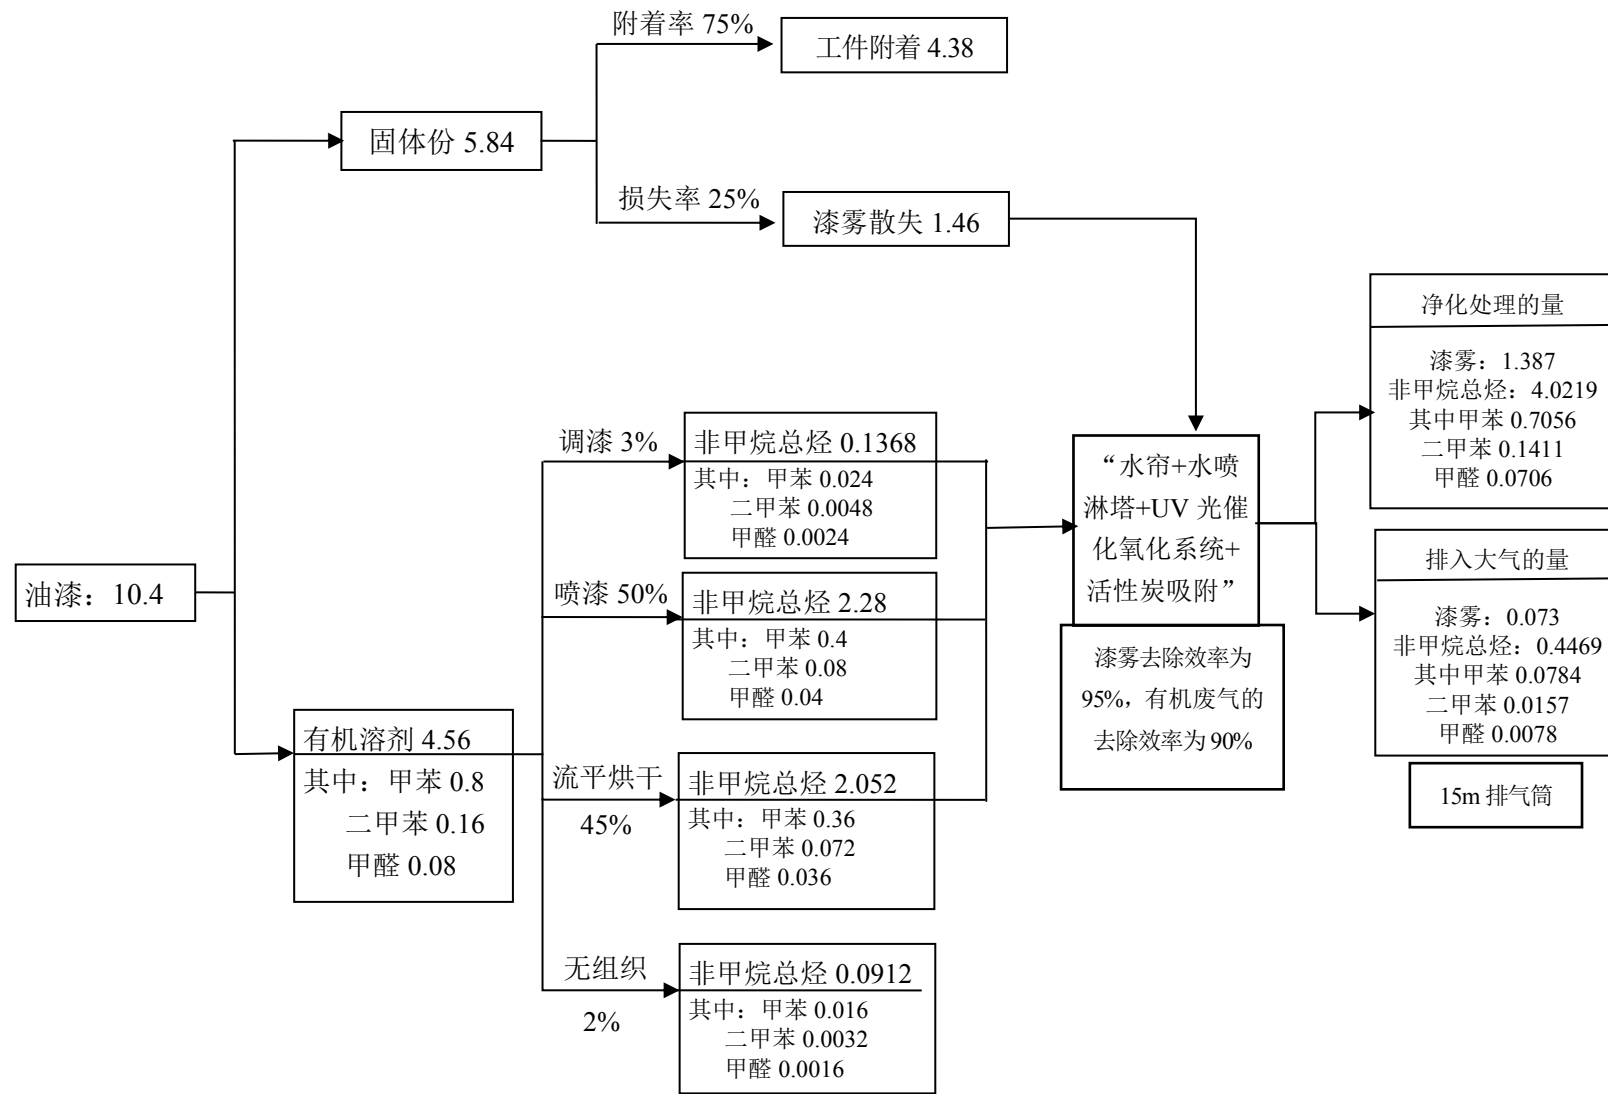 附着率 75%
工件附着 4.38
固体份 5.84
损失率 25%
漆雾散失 1.46
净化处理的量
漆雾：1.387
非甲烷总烃：4.0219
其中甲苯 0.7056
二甲苯 0.1411
甲醛 0.0706
调漆 3%
非甲烷总烃 0.1368
其中：甲苯 0.024
二甲苯 0.0048
甲醛 0.0024
“水帘+水喷
淋塔+UV 光催
化氧化系统+
活性炭吸附”
油漆：10.4
喷漆 50%
非甲烷总烃 2.28
其中：甲苯 0.4
二甲苯 0.08
甲醛 0.04
漆雾去除效率为
95%，有机废气的
去除效率为 90%
排入大气的量
漆雾：0.073
非甲烷总烃：0.4469
其中甲苯 0.0784
二甲苯 0.0157
甲醛 0.0078
15m 排气筒
有机溶剂 4.56
其中：甲苯 0.8
二甲苯 0.16
甲醛 0.08
流平烘干
45%
非甲烷总烃 2.052
其中：甲苯 0.36
二甲苯 0.072
甲醛 0.036
无组织
2%
非甲烷总烃 0.0912
其中：甲苯 0.016
二甲苯 0.0032
甲醛 0.0016